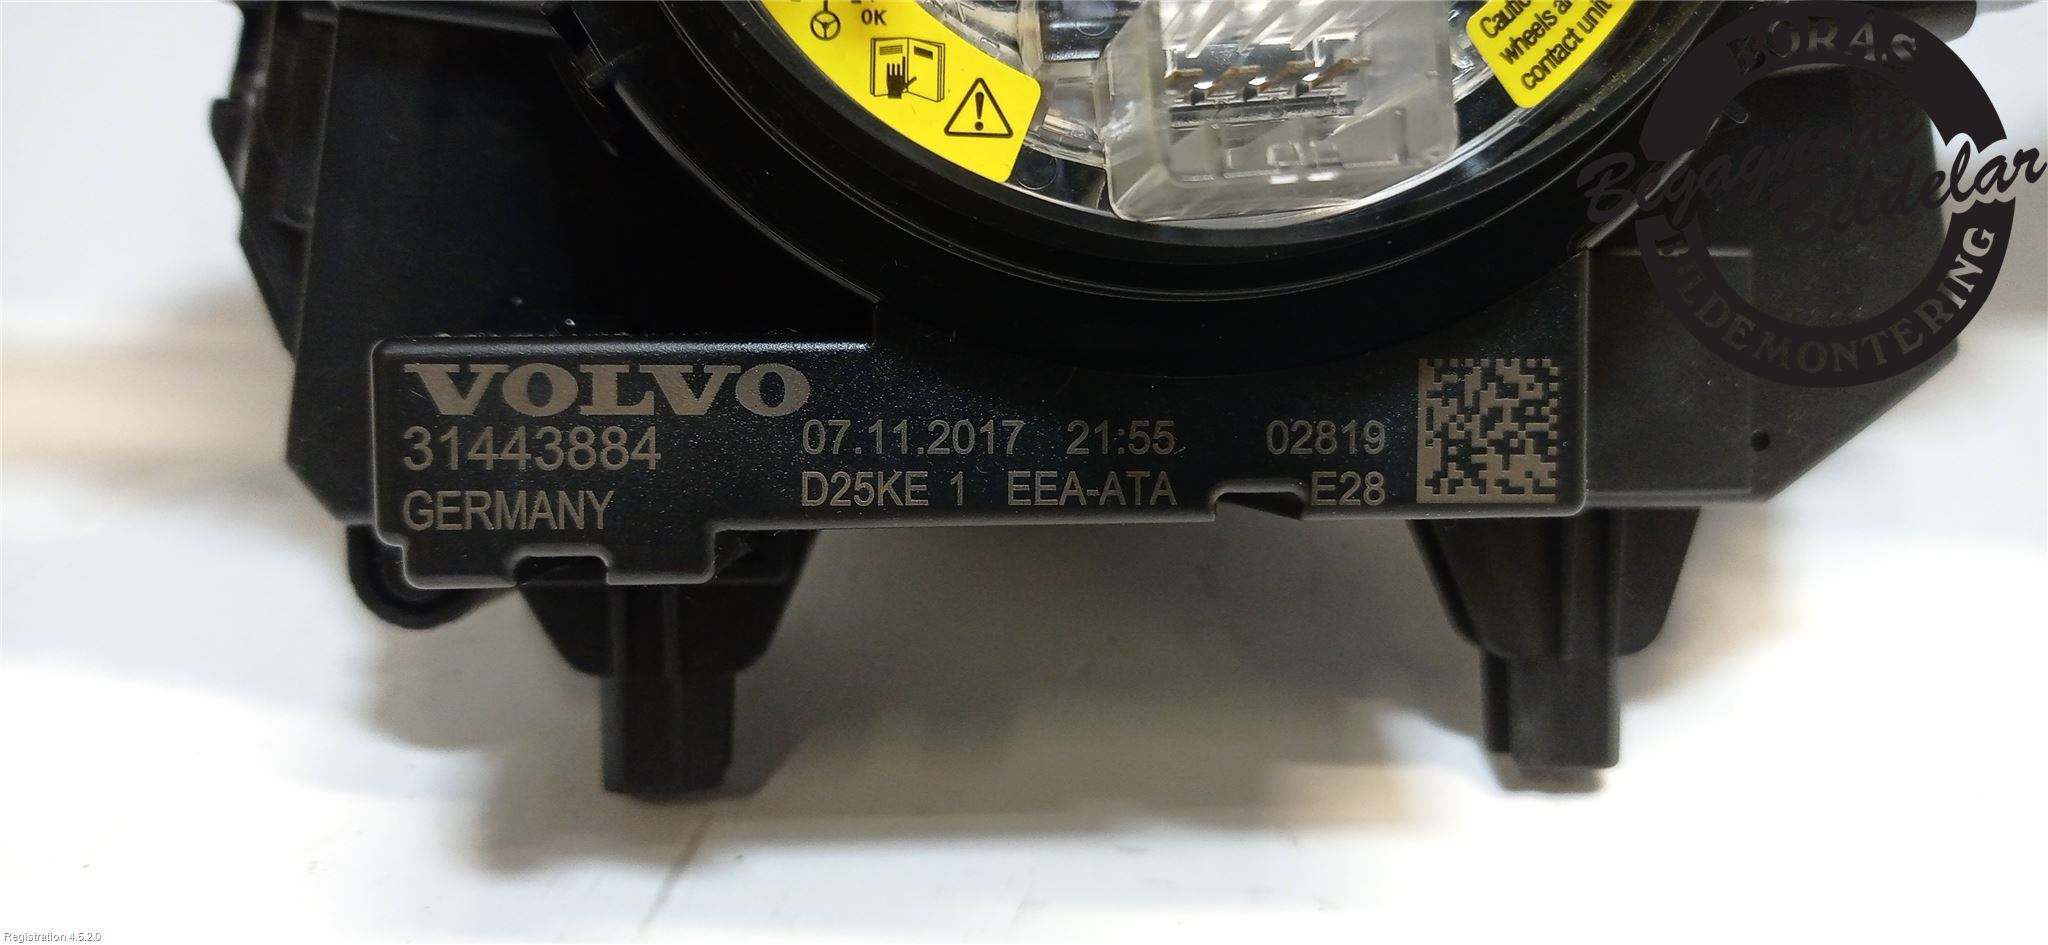 OK
Caution
wheels a
contact unit
BORÅS
Begagnade
Bildelar
BILDEMONTERING
VOLVO
31443884
GERMANY
07.11.2017 21:55 02819
D25KE 1 EEA-ATA E28
Registration 4.5.2.0